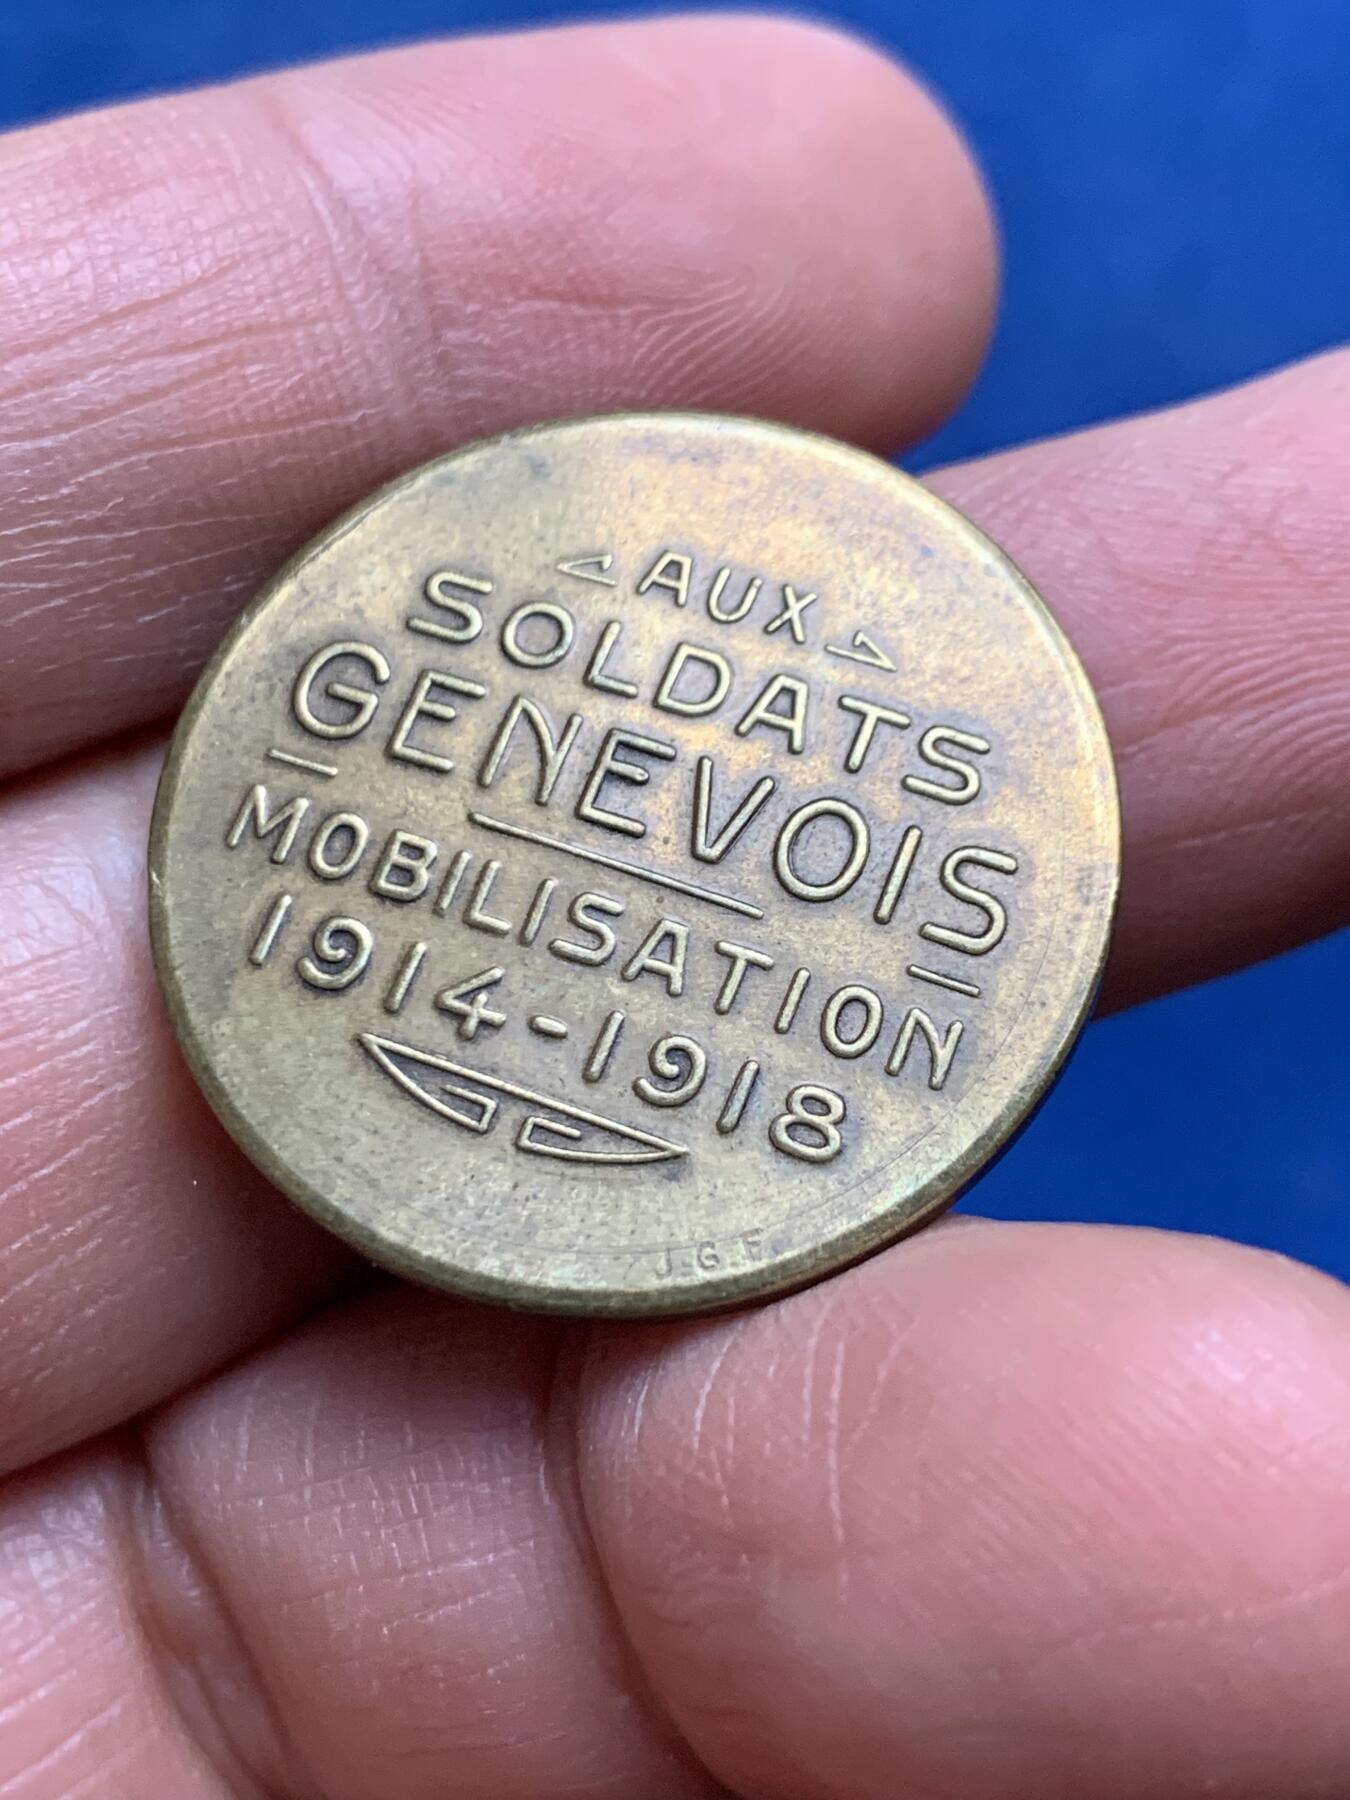 AUX
SOLDATS
GENEVOIS
MOBILISATION
1914-1918
J.G.F.